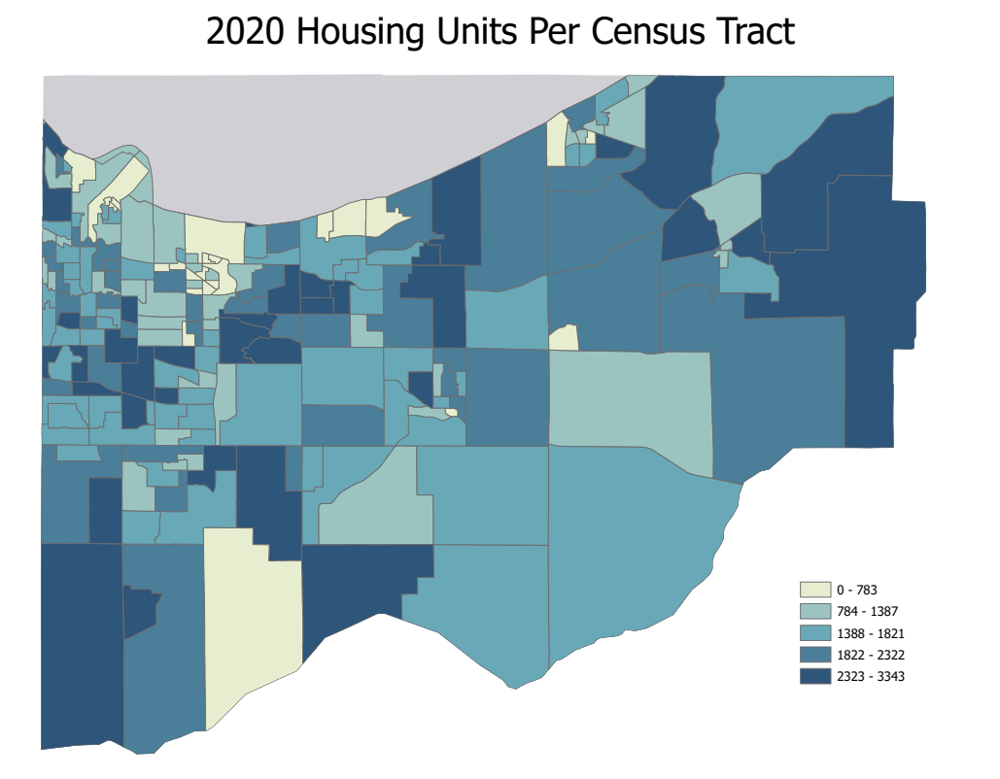 2020 Housing Units Per Census Tract
0 - 783
784 - 1387
1388 - 1821
1822 - 2322
2323 - 3343